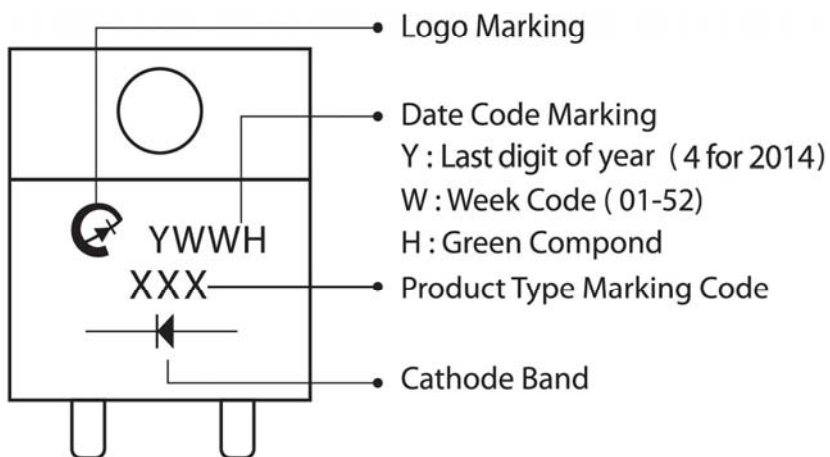 Logo Marking
Date Code Marking
Y : Last digit of year ( 4 for 2014)
W : Week Code ( 01-52)
YWWH
H : Green Compond
XXX
Product Type Marking Code
Cathode Band